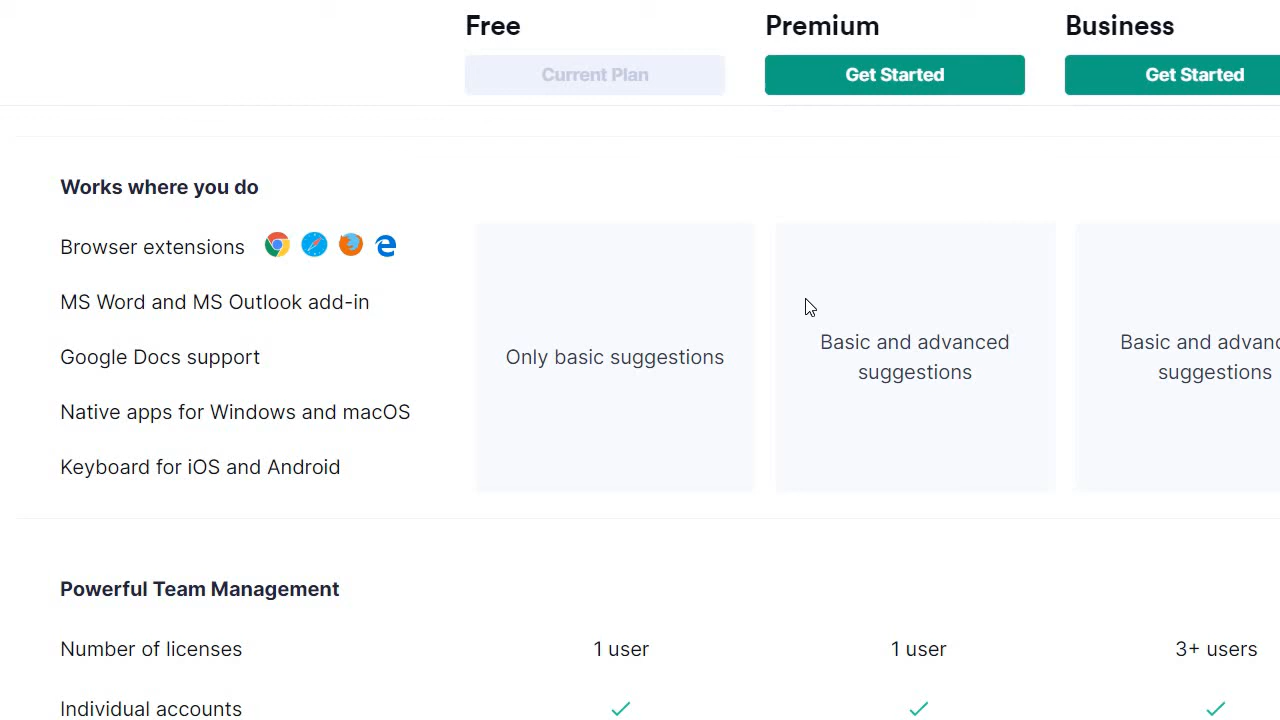 Free Premium Business
Current Plan Get Started Get Started
Works where you do
Browser extensions
MS Word and MS Outlook add-in
Google Docs support
Native apps for Windows and macOS
Keyboard for iOS and Android
Only basic suggestions
Basic and advanced
suggestions
Basic and
suggestions
Powerful Team Management
Number of licenses 1 user 1 user 3+ users
Individual accounts